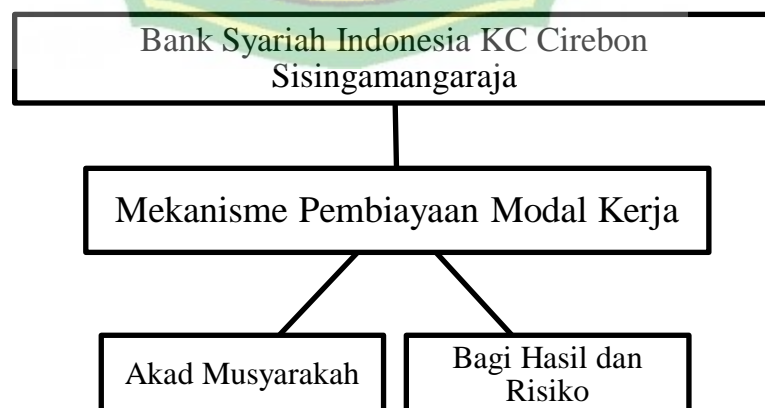 Bank Syariah Indonesia KC Cirebon
Sisingamangaraja
Mekanisme Pembiayaan Modal Kerja
Akad Musyarakah
Bagi Hasil dan
Risiko